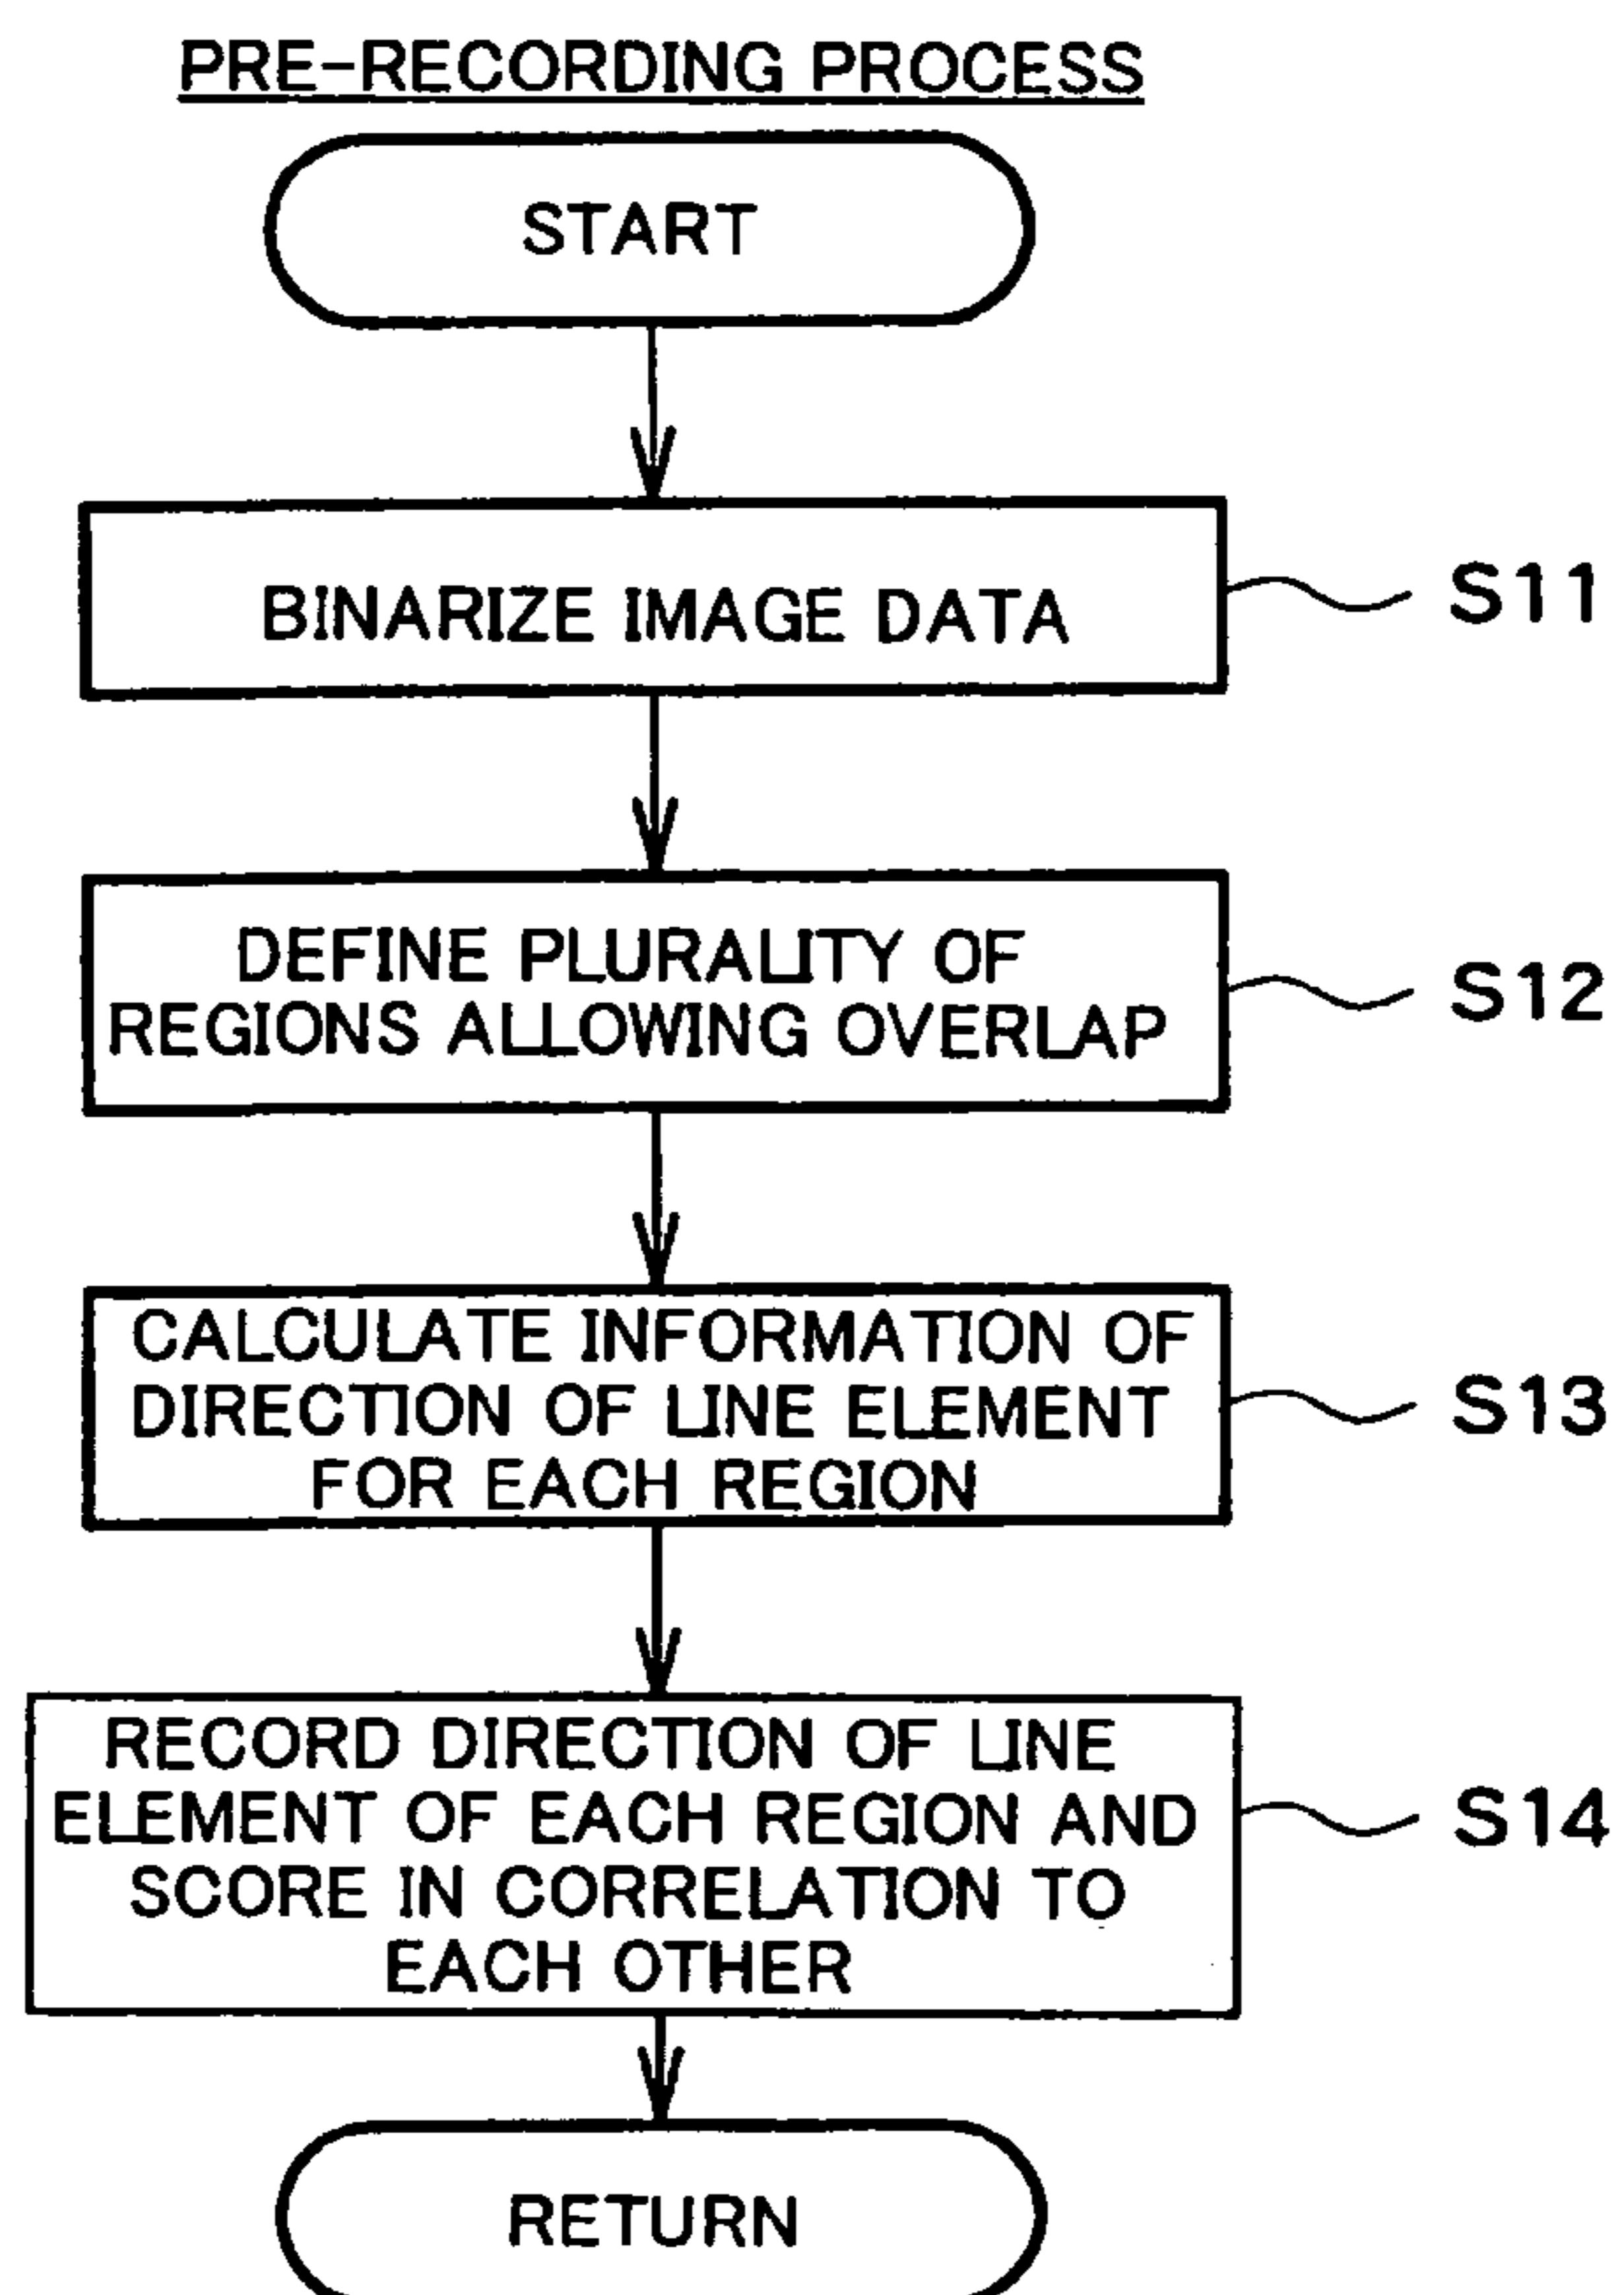 PRE-RECORDING PROCESS
START
BINARIZE IMAGE DATA
S11
DEFINE PLURALITY OF
REGIONS ALLOWING OVERLAP
S12
CALCULATE INFORMATION OF
DIRECTION OF LINE ELEMENT
FOR EACH REGION
S13
RECORD DIRECTION OF LINE
ELEMENT OF EACH REGION AND
SCORE IN CORRELATION TO
EACH OTHER
S14
RETURN